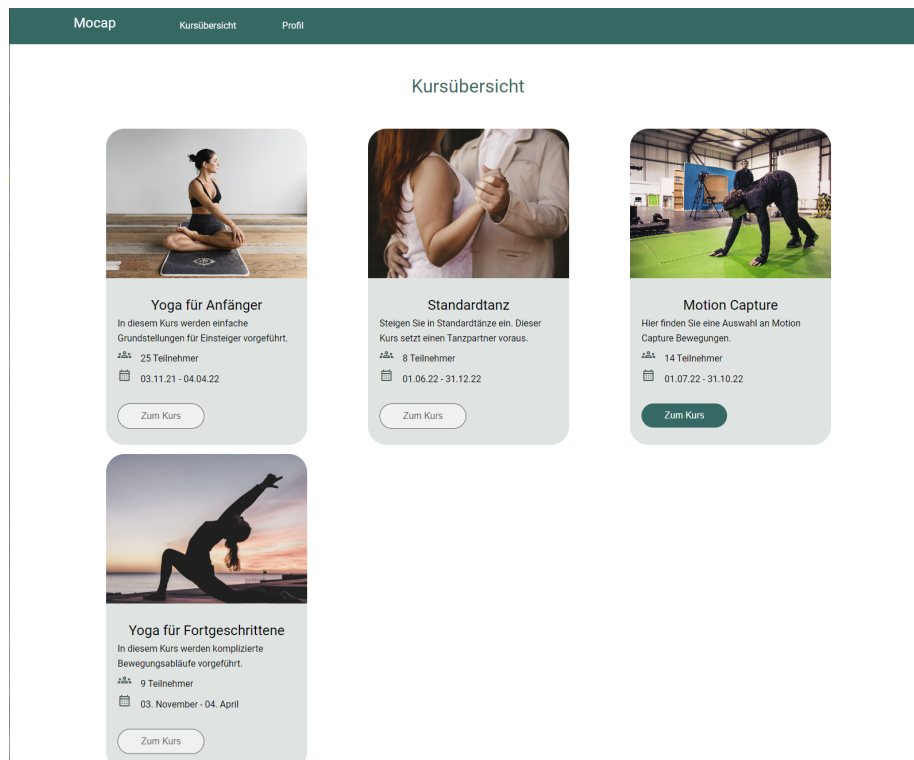 Mocap
Kursübersicht
Profil
Kursübersicht
Yoga für Anfänger
In diesem Kurs werden einfache
Grundstellungen für Einsteiger vorgeführt.
25 Teilnehmer
03.11.21 - 04.04.22
Zum Kurs
Standardtanz
Steigen Sie in Standardtänze ein. Dieser
Kurs setzt einen Tanzpartner voraus.
8 Teilnehmer
01.06.22 - 31.12.22
Zum Kurs
Motion Capture
Hier finden Sie eine Auswahl an Motion
Capture Bewegungen.
14 Teilnehmer
01.07.22 - 31.10.22
Zum Kurs
Yoga für Fortgeschrittene
In diesem Kurs werden komplizierte
Bewegungsabläufe vorgeführt.
9 Teilnehmer
03. November - 04. April
Zum Kurs